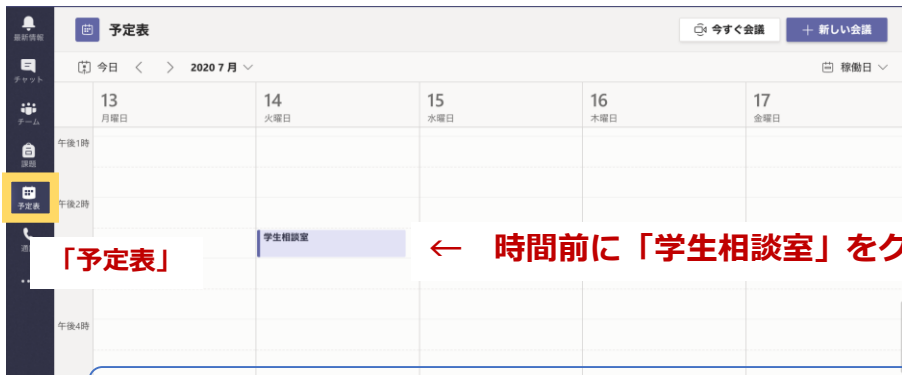 最新情報
予定表
今すぐ会議
＋ 新しい会議
チャット
今日 < > 2020 7 月
稼働日
チーム
13
14
15
16
17
月曜日
火曜日
水曜日
木曜日
金曜日
課題
午後1時
予定表
午後2時
学生相談室
「予定表」
← 時間前に「学生相談室」をク
午後4時